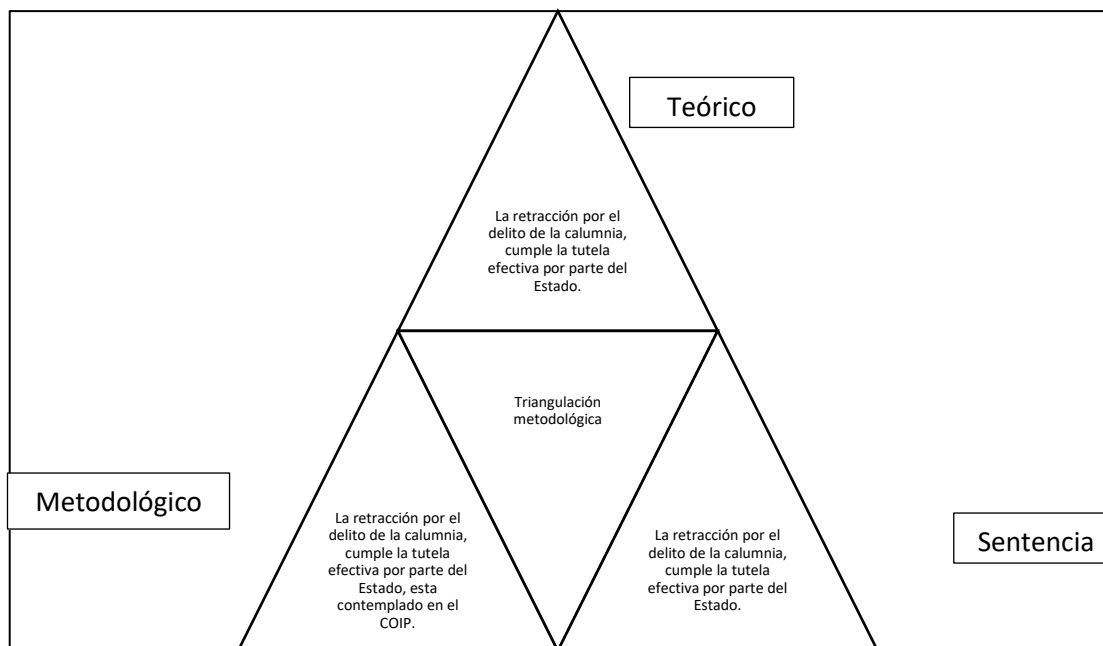 Teórico
La retracción por el
delito de la calumnia,
cumple la tutela
efectiva por parte del
Estado.
Triangulación
metodológica
Metodológico
La retracción por el
delito de la calumnia,
cumple la tutela
efectiva por parte del
Estado, esta
contemplado en el
COIP.
La retracción por el
delito de la calumnia,
cumple la tutela
efectiva por parte del
Estado.
Sentencia